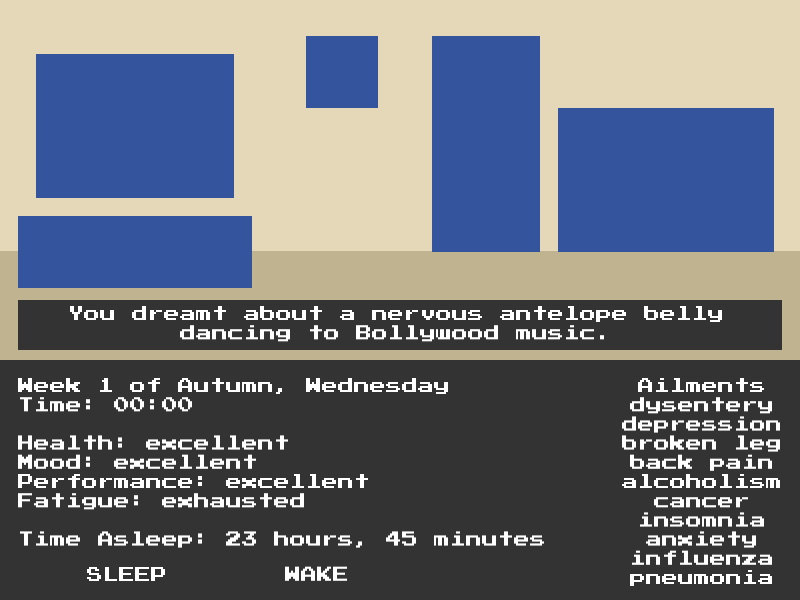 You dreamt about a nervous antelope belly
dancing to Bollywood music.
Week 1 of Autumn, Wednesday
Time: 00:00
Health: excellent
Mood: excellent
Performance: excellent
Fatigue: exhausted
Time Asleep: 23 hours, 45 minutes
SLEEP WAKE
Ailments
dysentery
depression
broken leg
back pain
alcoholism
cancer
insomnia
anxiety
influenza
pneumonia